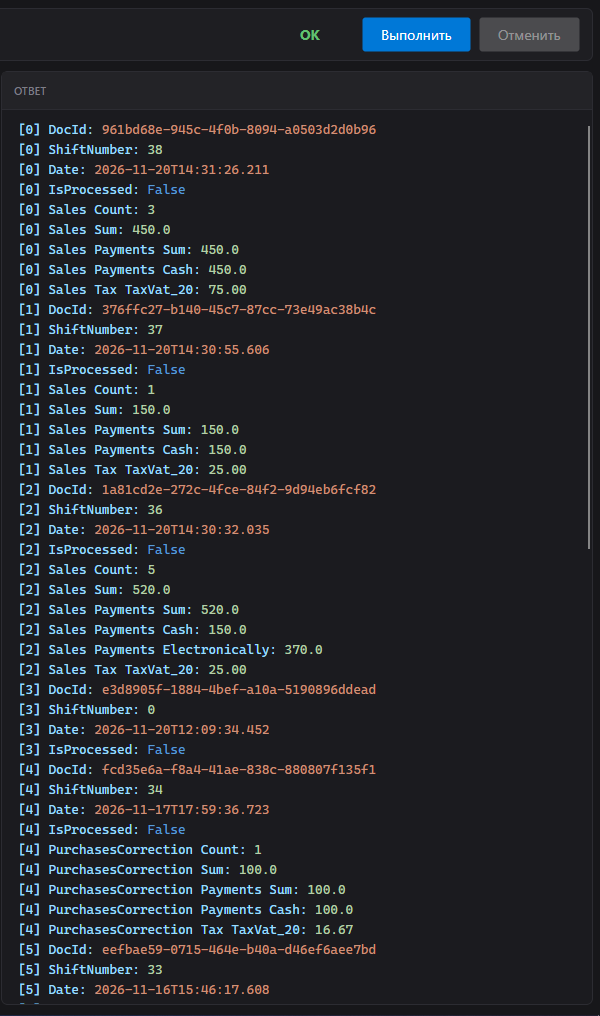 OK Выполнить Отменить
ОТВЕТ
[0] DocId: 961bd68e-945c-4f0b-8094-a0503d2d0b96
[0] ShiftNumber: 38
[0] Date: 2026-11-20T14:31:26.211
[0] IsProcessed: False
[0] Sales Count: 3
[0] Sales Sum: 450.0
[0] Sales Payments Sum: 450.0
[0] Sales Payments Cash: 450.0
[0] Sales Tax TaxVat_20: 75.00
[1] DocId: 376ffc27-b140-45c7-87cc-73e49ac38b4c
[1] ShiftNumber: 37
[1] Date: 2026-11-20T14:30:55.606
[1] IsProcessed: False
[1] Sales Count: 1
[1] Sales Sum: 150.0
[1] Sales Payments Sum: 150.0
[1] Sales Payments Cash: 150.0
[1] Sales Tax TaxVat_20: 25.00
[2] DocId: 1a81cd2e-272c-4fce-84f2-9d94eb6fcf82
[2] ShiftNumber: 36
[2] Date: 2026-11-20T14:30:32.035
[2] IsProcessed: False
[2] Sales Count: 5
[2] Sales Sum: 520.0
[2] Sales Payments Sum: 520.0
[2] Sales Payments Cash: 150.0
[2] Sales Payments Electronically: 370.0
[2] Sales Tax TaxVat_20: 25.00
[3] DocId: e3d8905f-1884-4bef-a10a-5190896ddead
[3] ShiftNumber: 0
[3] Date: 2026-11-20T12:09:34.452
[3] IsProcessed: False
[4] DocId: fcd35e6a-f8a4-41ae-838c-880807f135f1
[4] ShiftNumber: 34
[4] Date: 2026-11-17T17:59:36.723
[4] IsProcessed: False
[4] PurchasesCorrection Count: 1
[4] PurchasesCorrection Sum: 100.0
[4] PurchasesCorrection Payments Sum: 100.0
[4] PurchasesCorrection Payments Cash: 100.0
[4] PurchasesCorrection Tax TaxVat_20: 16.67
[5] DocId: eefbae59-0715-464e-b40a-d46ef6aee7bd
[5] ShiftNumber: 33
[5] Date: 2026-11-16T15:46:17.608